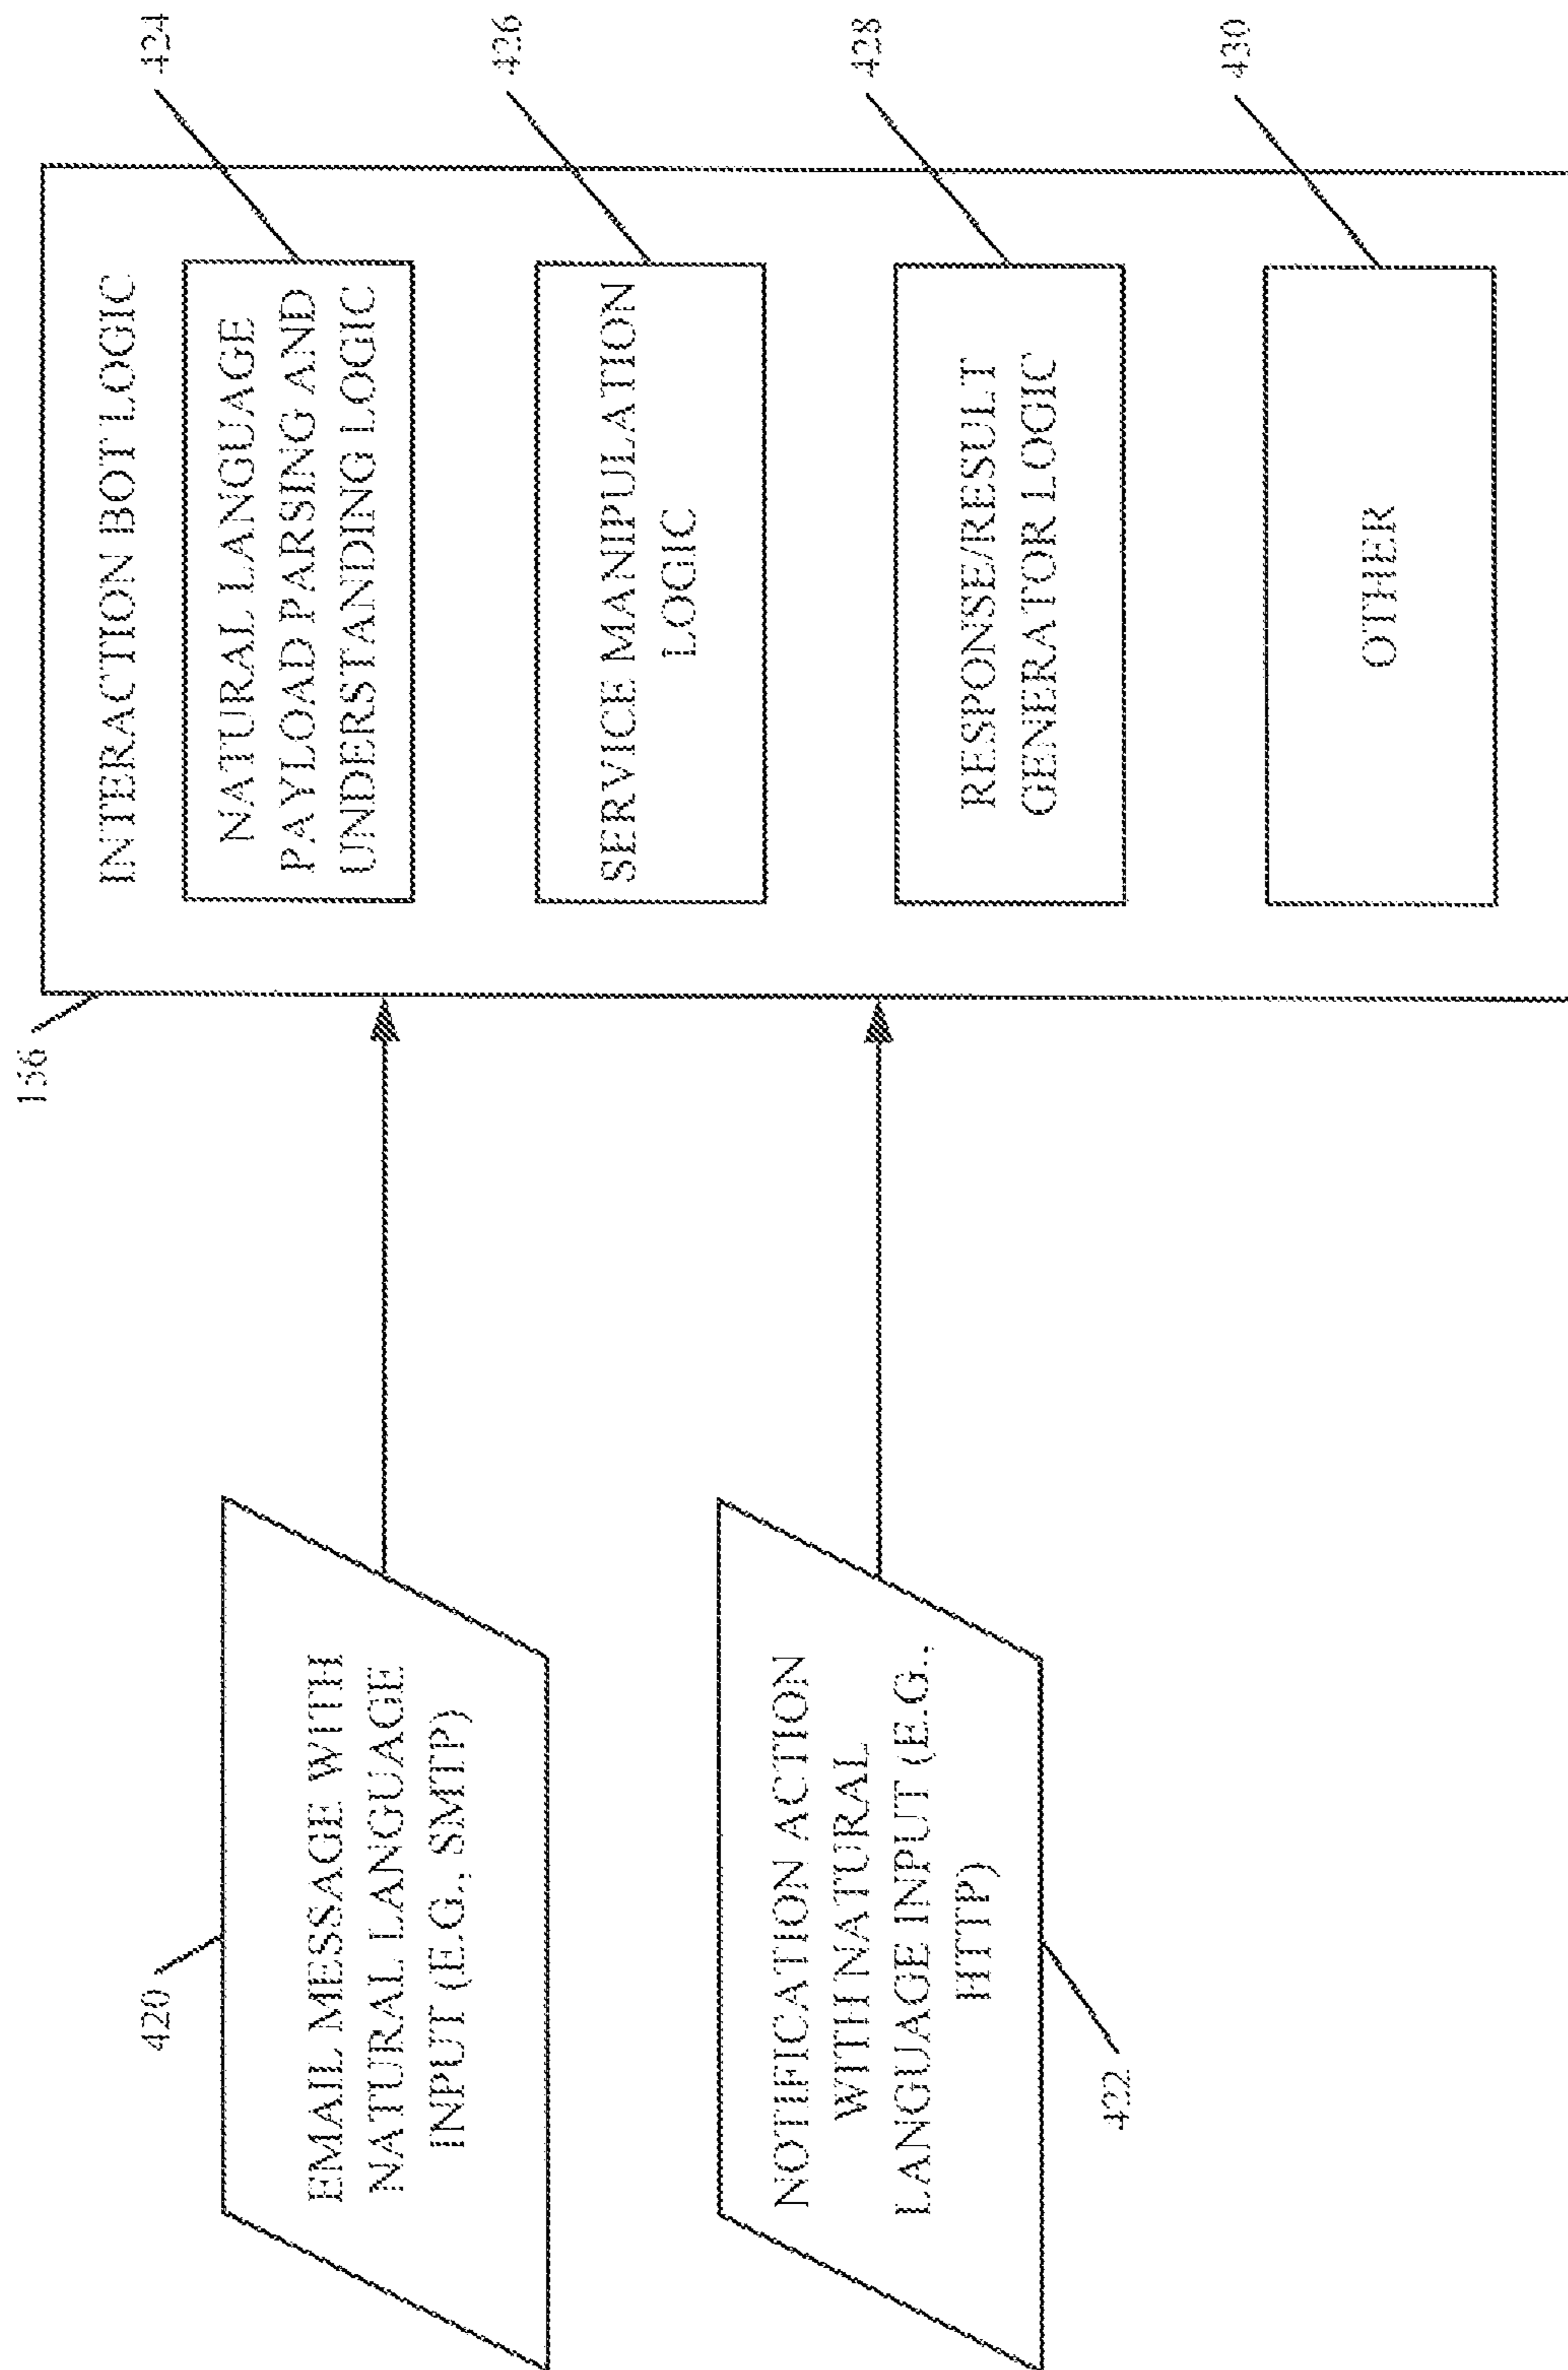 420
EMAIL MESSAGE WITH
NATURAL LANGUAGE
INPUT (E.G., SMTP)
NOTIFICATION ACTION
WITH NATURAL
LANGUAGE INPUT (E.G.,
HTTP)
422
156
INTERACTION BOT LOGIC
NATURAL LANGUAGE
PAYLOAD PARSING AND
UNDERSTANDING LOGIC
424
SERVICE MANIPULATION
LOGIC
426
RESPONSE/RESULT
GENERATOR LOGIC
428
OTHER
430